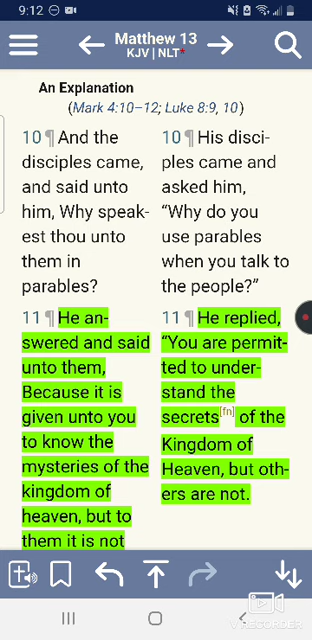 9:12
Matthew 13
KJV | NLT*
An Explanation
(Mark 4:10–12; Luke 8:9, 10)
10 ¶ And the
disciples came,
and said unto
him, Why speak-
est thou unto
them in
parables?
11 ¶ He an-
swered and said
unto them,
Because it is
given unto you
to know the
mysteries of the
kingdom of
heaven, but to
them it is not
10 ¶ His disci-
ples came and
asked him,
“Why do you
use parables
when you talk to
the people?”
11 ¶ He replied,
“You are permit-
ted to under-
stand the
secrets[fn] of the
Kingdom of
Heaven, but oth-
ers are not.
V RECORDER